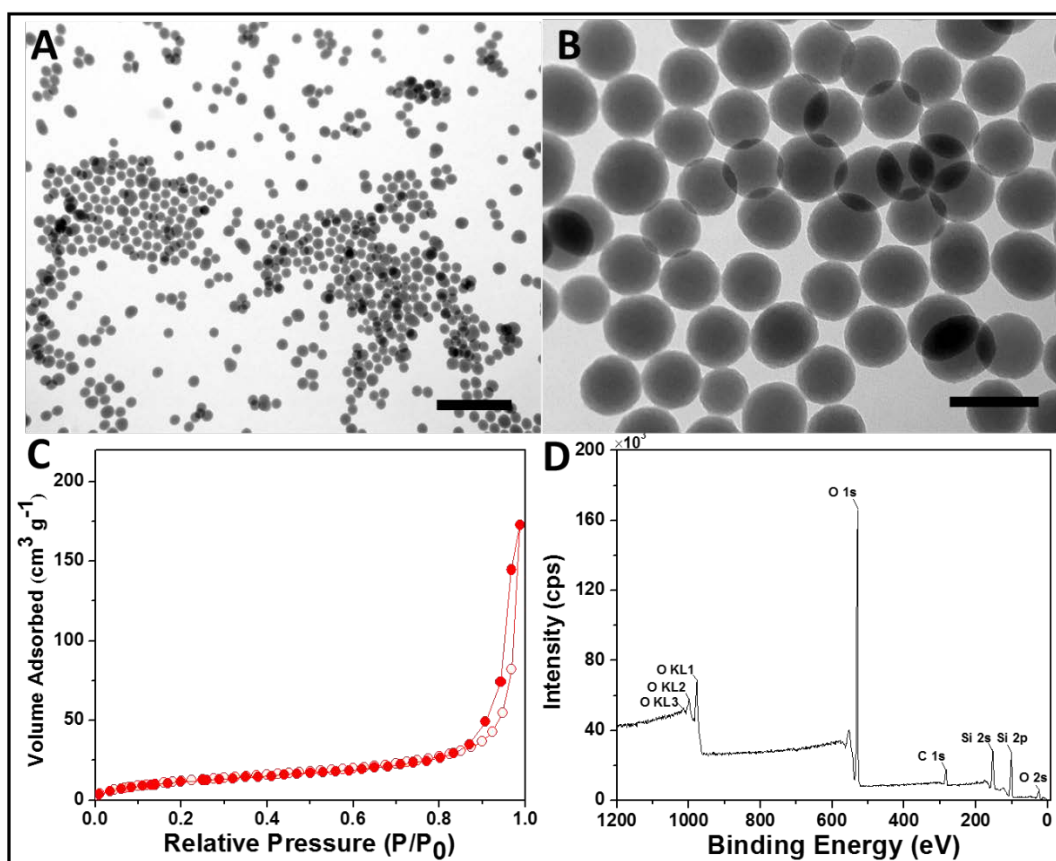 A
B
C
Volume Adsorbed (cm³ g⁻¹)
200
150
100
50
0
0.0 0.2 0.4 0.6 0.8 1.0
Relative Pressure (P/P₀)
D
×10³
Intensity (cps)
200
160
120
80
40
0
O 1s
O KL1
O KL2
O KL3
C 1s
Si 2s
Si 2p
O 2s
1200 1000 800 600 400 200 0
Binding Energy (eV)